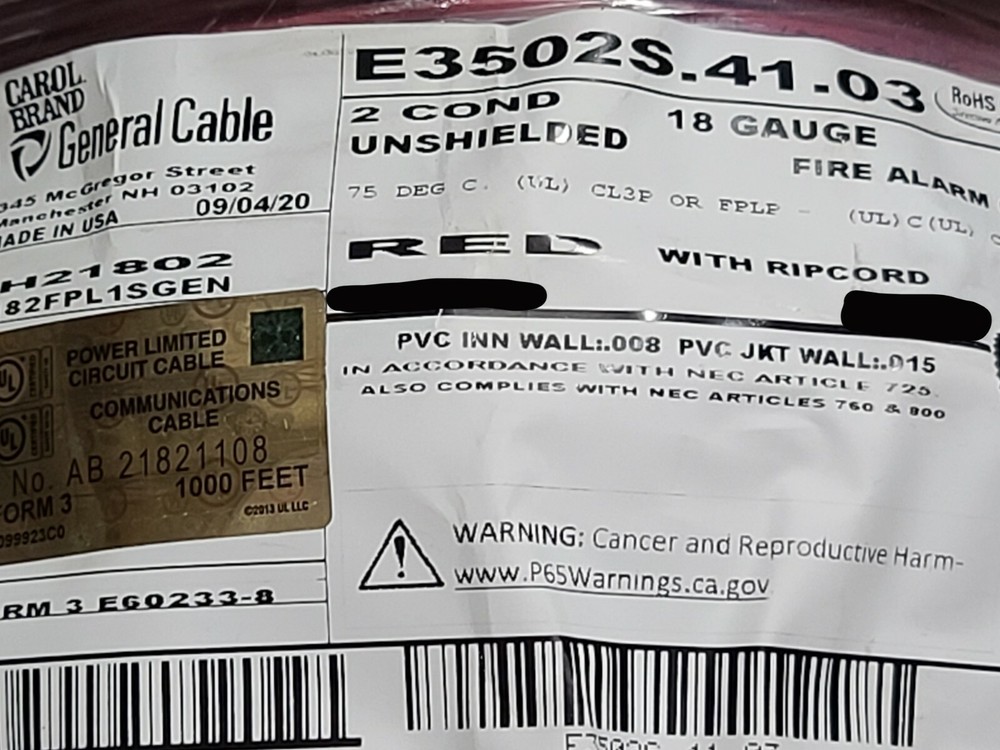 CAROL
BRAND
General Cable
345 McGregor Street
Manchester NH 03102
MADE IN USA 09/04/20
H21802
82FPL1SGEN
E3502S.41.03
RoHS
2 COND 18 GAUGE
UNSHIELDED FIRE ALARM
75 DEG C. (UL) CL3P OR FPLP - (UL) C (UL)
RED WITH RIPCORD
PVC INN WALL:.008 PVC JKT WALL:.015
IN ACCORDANCE WITH NEC ARTICLE 725.
ALSO COMPLIES WITH NEC ARTICLES 760 & 800
POWER LIMITED
CIRCUIT CABLE
COMMUNICATIONS
CABLE
No. AB 21821108
1000 FEET
ORM 3
©2013 UL LLC
099923C0
WARNING: Cancer and Reproductive Harm-
www.P65Warnings.ca.gov
RM 3 E60233-8